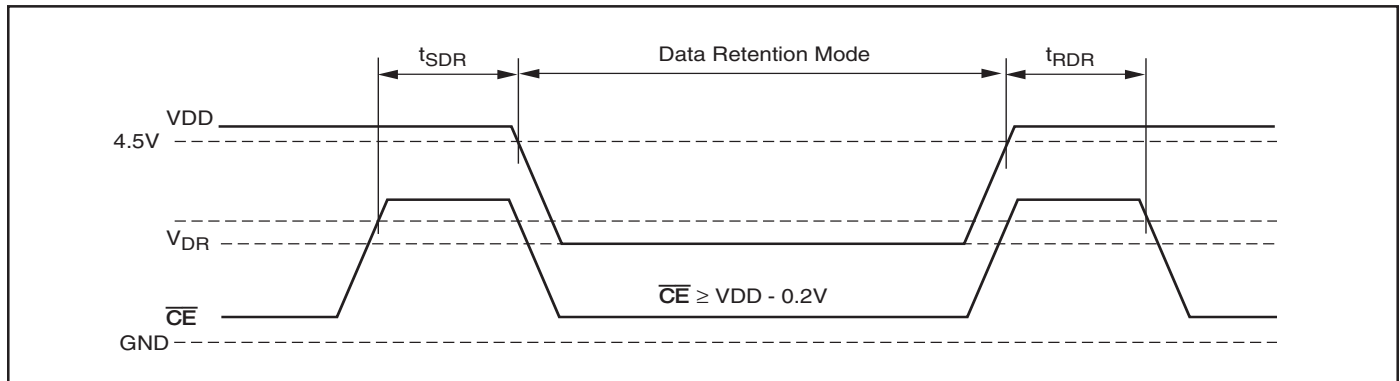 tSDR Data Retention Mode tRDR
VDD
4.5V
VDR
CE ≥ VDD - 0.2V
CE
GND